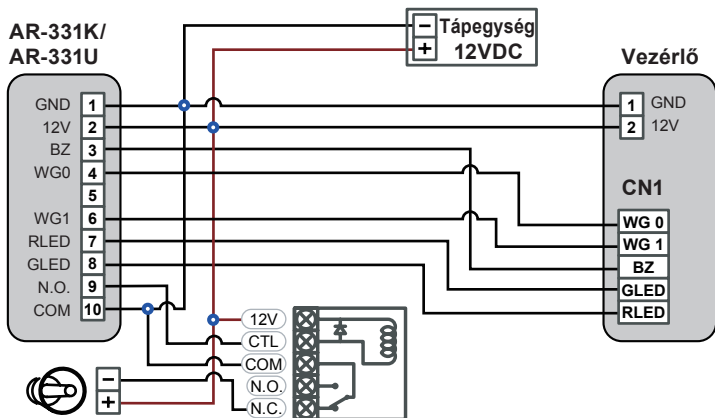 AR-331K/
AR-331U
− Tápegység
+ 12VDC
Vezérlő
GND 1
12V 2
BZ 3
WG0 4
5
WG1 6
RLED 7
GLED 8
N.O. 9
COM 10
1 GND
2 12V
CN1
WG 0
WG 1
BZ
GLED
RLED
12V
CTL
COM
N.O.
N.C.
−
+